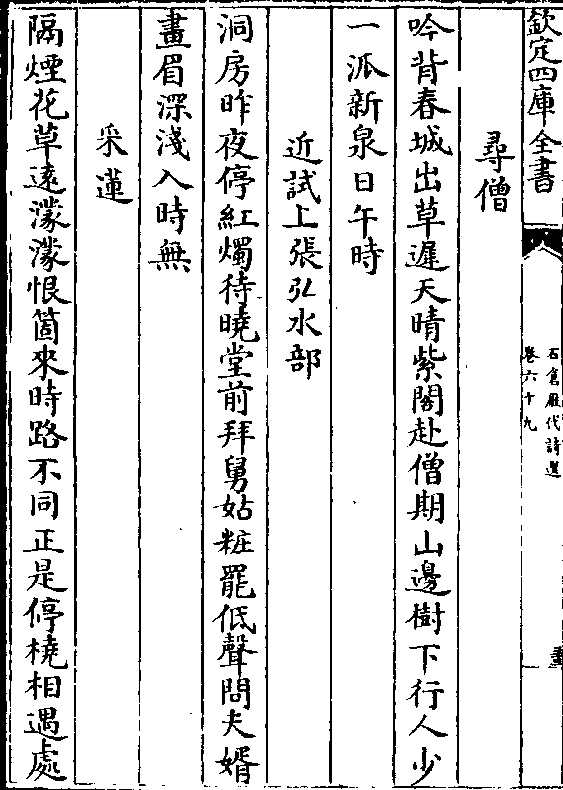 欽定四庫全書
石倉歷代詩選
卷六十九
尋僧
吟背春城出草遲天晴紫閣赴僧期山邊樹下行人少
一派新泉日午時
近試上張弘水部
洞房昨夜停紅燭待曉堂前拜舅姑粧罷低聲問夫婿
畫眉深淺入時無
采蓮
隔煙花草遠濛濛恨箇來時路不同正是停橈相遇處